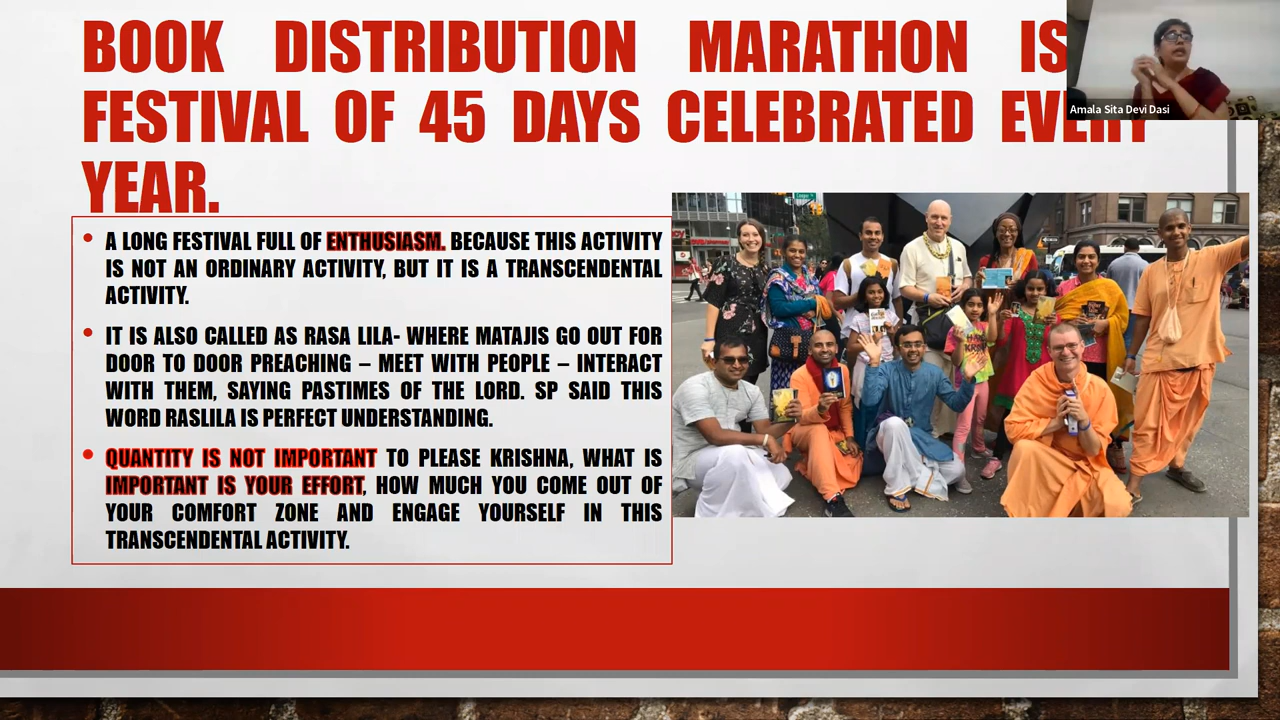 BOOK DISTRIBUTION MARATHON IS
FESTIVAL OF 45 DAYS CELEBRATED EVERY
YEAR.
Amala Sita Devi Dasi
A LONG FESTIVAL FULL OF ENTHUSIASM. BECAUSE THIS ACTIVITY
IS NOT AN ORDINARY ACTIVITY, BUT IT IS A TRANSCENDENTAL
ACTIVITY.
IT IS ALSO CALLED AS RASA LILA- WHERE MATAJIS GO OUT FOR
DOOR TO DOOR PREACHING – MEET WITH PEOPLE – INTERACT
WITH THEM, SAYING PASTIMES OF THE LORD. SP SAID THIS
WORD RASLILA IS PERFECT UNDERSTANDING.
QUANTITY IS NOT IMPORTANT TO PLEASE KRISHNA, WHAT IS
IMPORTANT IS YOUR EFFORT, HOW MUCH YOU COME OUT OF
YOUR COMFORT ZONE AND ENGAGE YOURSELF IN THIS
TRANSCENDENTAL ACTIVITY.